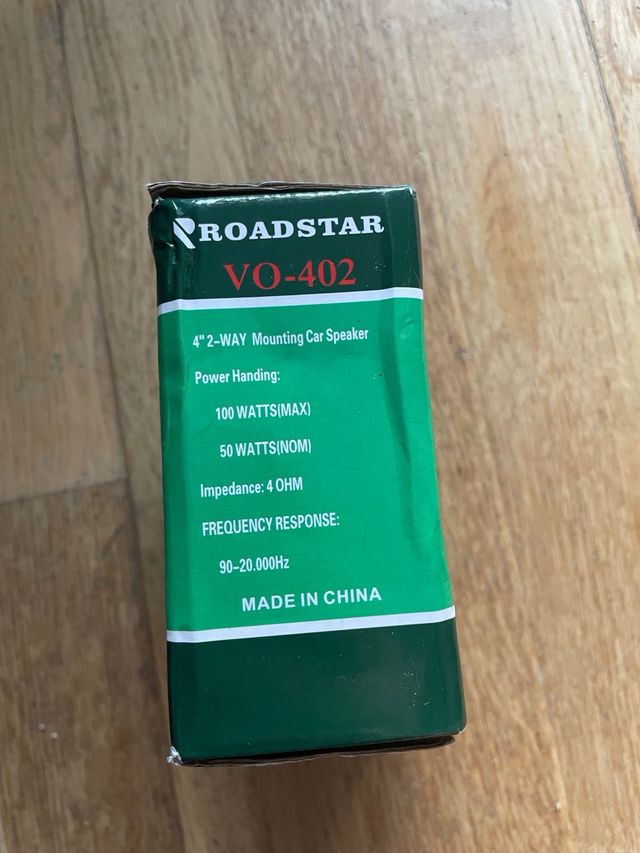 ROADSTAR
VO-402
4" 2-WAY Mounting Car Speaker
Power Handing:
100 WATTS(MAX)
50 WATTS(NOM)
Impedance: 4 OHM
FREQUENCY RESPONSE:
90-20.000Hz
MADE IN CHINA